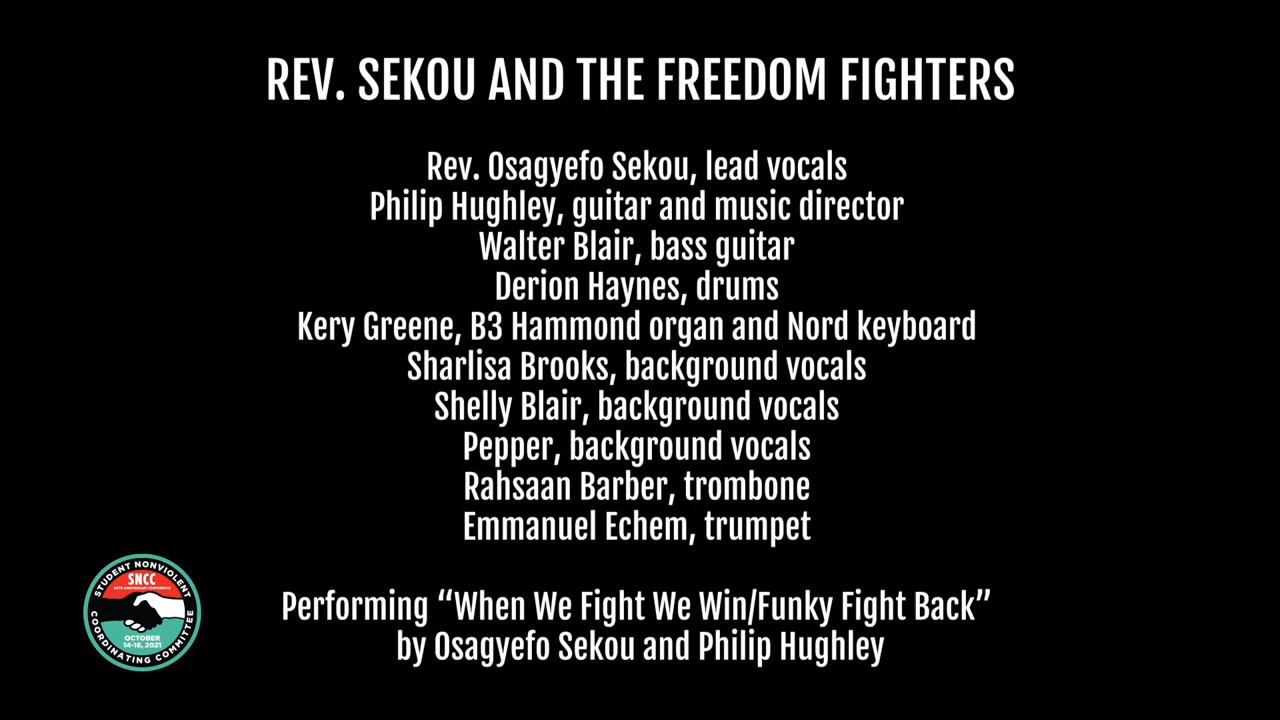 REV. SEKOU AND THE FREEDOM FIGHTERS
Rev. Osagyefo Sekou, lead vocals
Philip Hughley, guitar and music director
Walter Blair, bass guitar
Derion Haynes, drums
Kery Greene, B3 Hammond organ and Nord keyboard
Sharlisa Brooks, background vocals
Shelly Blair, background vocals
Pepper, background vocals
Rahsaan Barber, trombone
Emmanuel Echem, trumpet
Performing “When We Fight We Win/Funky Fight Back”
by Osagyefo Sekou and Philip Hughley
STUDENT NONVIOLENT
SNCC
60TH ANNIVERSARY CONFERENCE
OCTOBER
14-16, 2021
COORDINATING COMMITTEE